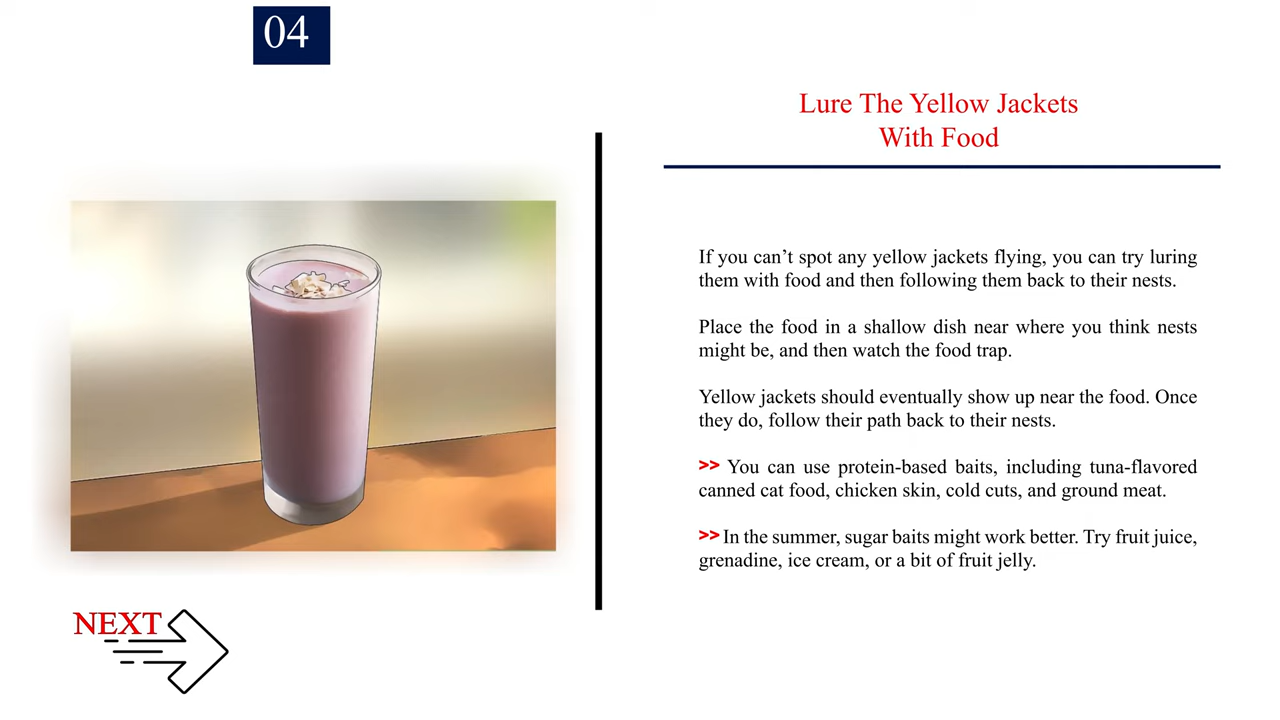 04
Lure The Yellow Jackets
With Food
If you can’t spot any yellow jackets flying, you can try luring
them with food and then following them back to their nests.
Place the food in a shallow dish near where you think nests
might be, and then watch the food trap.
Yellow jackets should eventually show up near the food. Once
they do, follow their path back to their nests.
>> You can use protein-based baits, including tuna-flavored
canned cat food, chicken skin, cold cuts, and ground meat.
>> In the summer, sugar baits might work better. Try fruit juice,
grenadine, ice cream, or a bit of fruit jelly.
NEXT